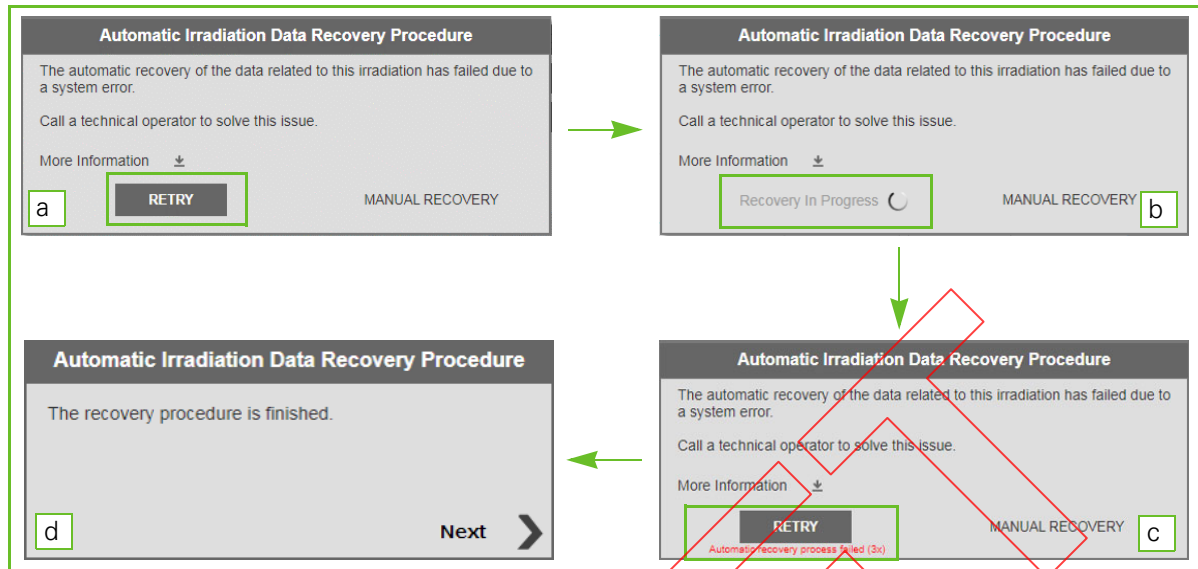 Automatic Irradiation Data Recovery Procedure
The automatic recovery of the data related to this irradiation has failed due to
a system error.
Call a technical operator to solve this issue.
More Information
RETRY
MANUAL RECOVERY
a
Automatic Irradiation Data Recovery Procedure
The automatic recovery of the data related to this irradiation has failed due to
a system error.
Call a technical operator to solve this issue.
More Information
Recovery In Progress
MANUAL RECOVERY
b
Automatic Irradiation Data Recovery Procedure
The automatic recovery of the data related to this irradiation has failed due to
a system error.
Call a technical operator to solve this issue.
More Information
RETRY
MANUAL RECOVERY
Automatic recovery process failed (3x)
c
Automatic Irradiation Data Recovery Procedure
The recovery procedure is finished.
Next
d